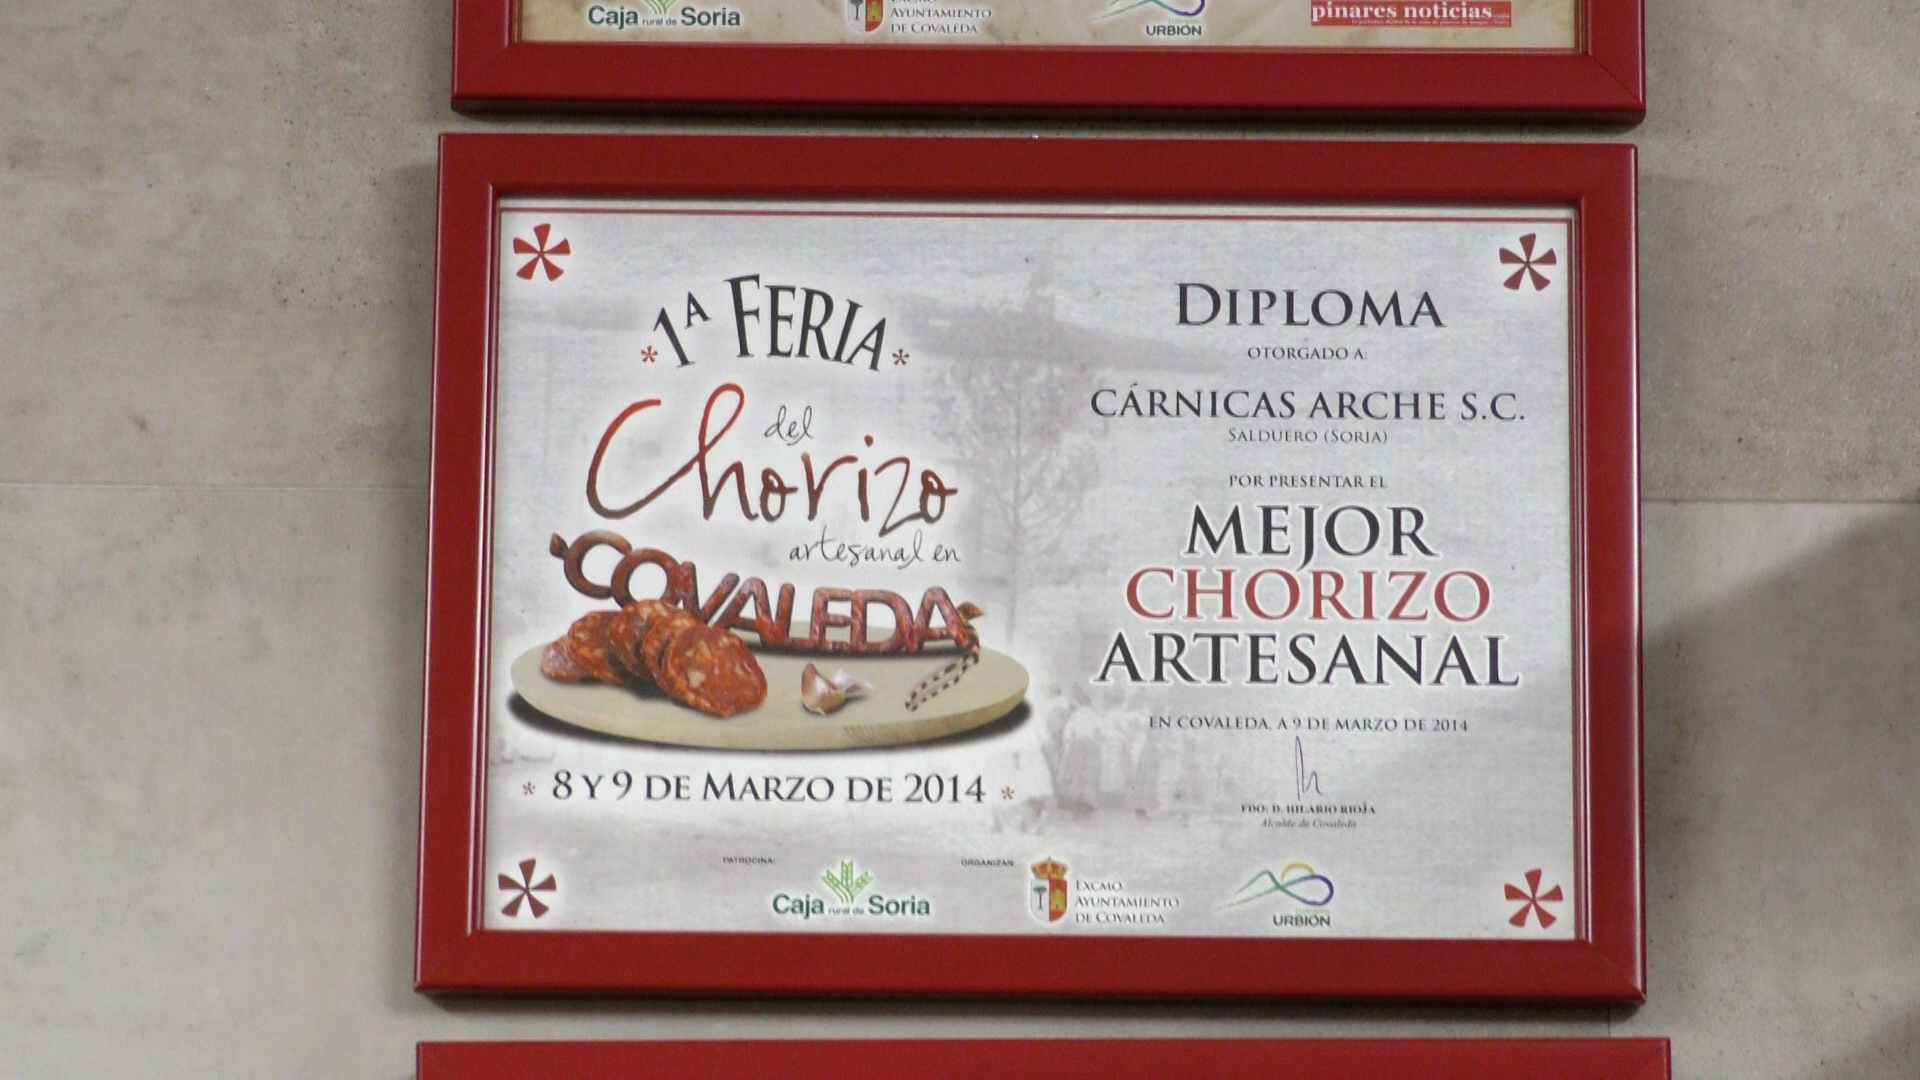 Caja rural de Soria
AYUNTAMIENTO
DE COVALEDA
URBIÓN
pinares noticias
1ª FERIA
del
Chorizo
artesanal en
COVALEDA
8 Y 9 DE MARZO DE 2014
DIPLOMA
OTORGADO A:
CÁRNICAS ARCHE S.C.
SALDUERO (SORIA)
POR PRESENTAR EL
MEJOR
CHORIZO
ARTESANAL
EN COVALEDA, A 9 DE MARZO DE 2014
FDO: D. HILARIO RIOJA
Alcalde de Covaleda
PATROCINA:
Caja rural de Soria
ORGANIZAN:
EXCMO.
AYUNTAMIENTO
DE COVALEDA
URBIÓN